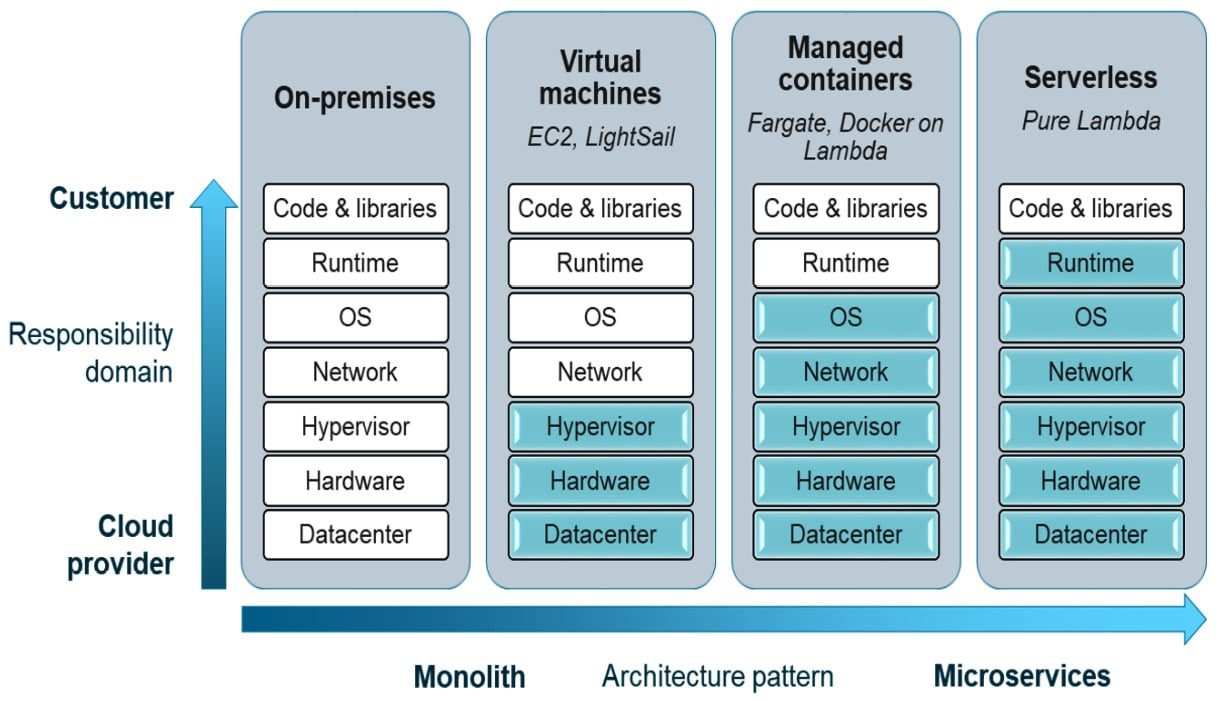 On-premises
Virtual
machines
EC2, LightSail
Managed
containers
Fargate, Docker on
Lambda
Serverless
Pure Lambda
Customer
Responsibility
domain
Cloud
provider
Code & libraries
Runtime
OS
Network
Hypervisor
Hardware
Datacenter
Code & libraries
Runtime
OS
Network
Hypervisor
Hardware
Datacenter
Code & libraries
Runtime
OS
Network
Hypervisor
Hardware
Datacenter
Code & libraries
Runtime
OS
Network
Hypervisor
Hardware
Datacenter
Monolith
Architecture pattern
Microservices